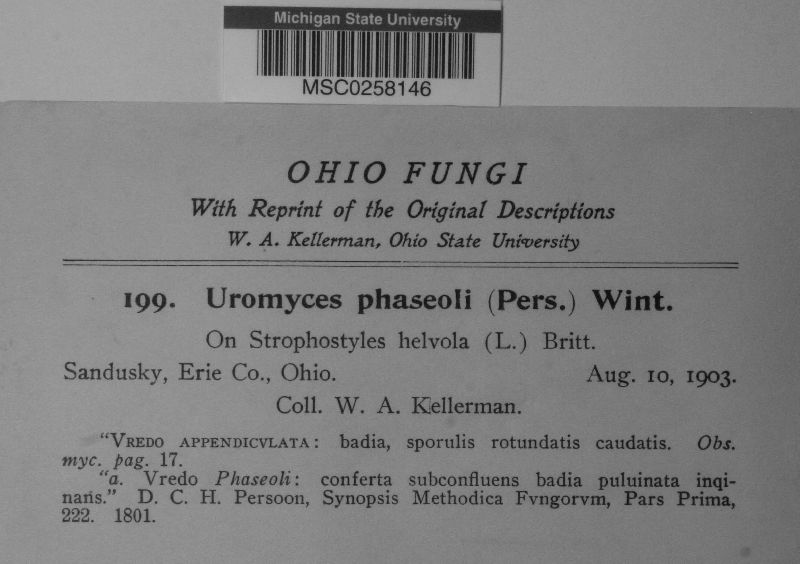 Michigan State University
MSC0258146
OHIO FUNGI
With Reprint of the Original Descriptions
W. A. Kellerman, Ohio State University
199. Uromyces phaseoli (Pers.) Wint.
On Strophostyles helvola (L.) Britt.
Sandusky, Erie Co., Ohio. Aug. 10, 1903.
Coll. W. A. Kellerman.
"VREDO APPENDICVLATA: badia, sporulis rotundatis caudatis. Obs.
myc. pag. 17.
"a. Vredo Phaseoli: conferta subconfluens badia puluinata inqi-
nans." D. C. H. Persoon, Synopsis Methodica Fvngorvm, Pars Prima,
222. 1801.